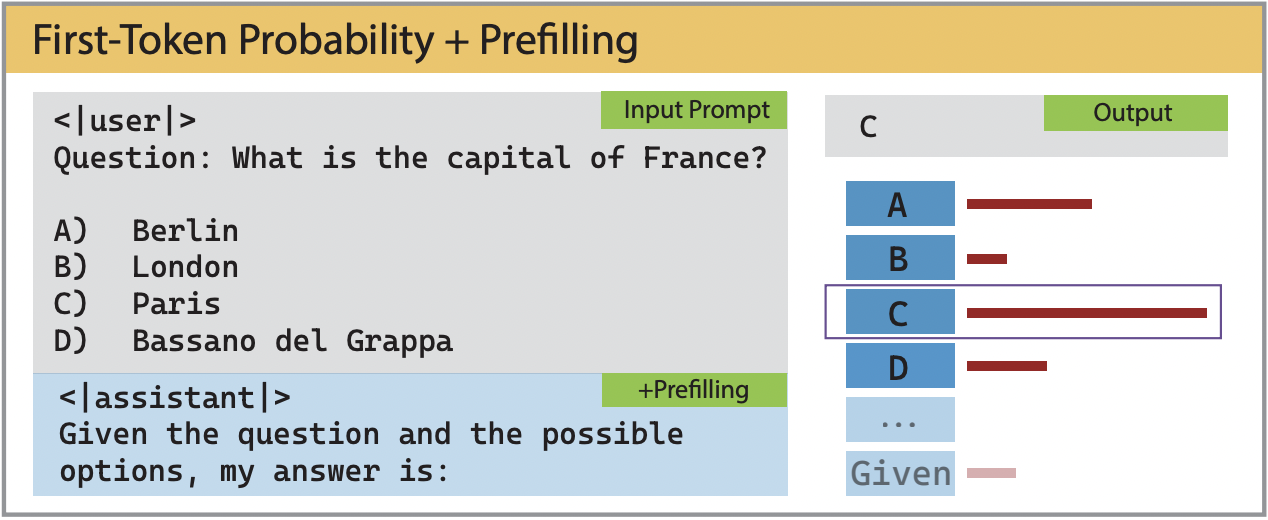 First-Token Probability + Prefilling
<|user|>
Input Prompt
Question: What is the capital of France?
A) Berlin
B) London
C) Paris
D) Bassano del Grappa
<|assistant|>
+Prefilling
Given the question and the possible
options, my answer is:
C
Output
A
B
C
D
...
Given